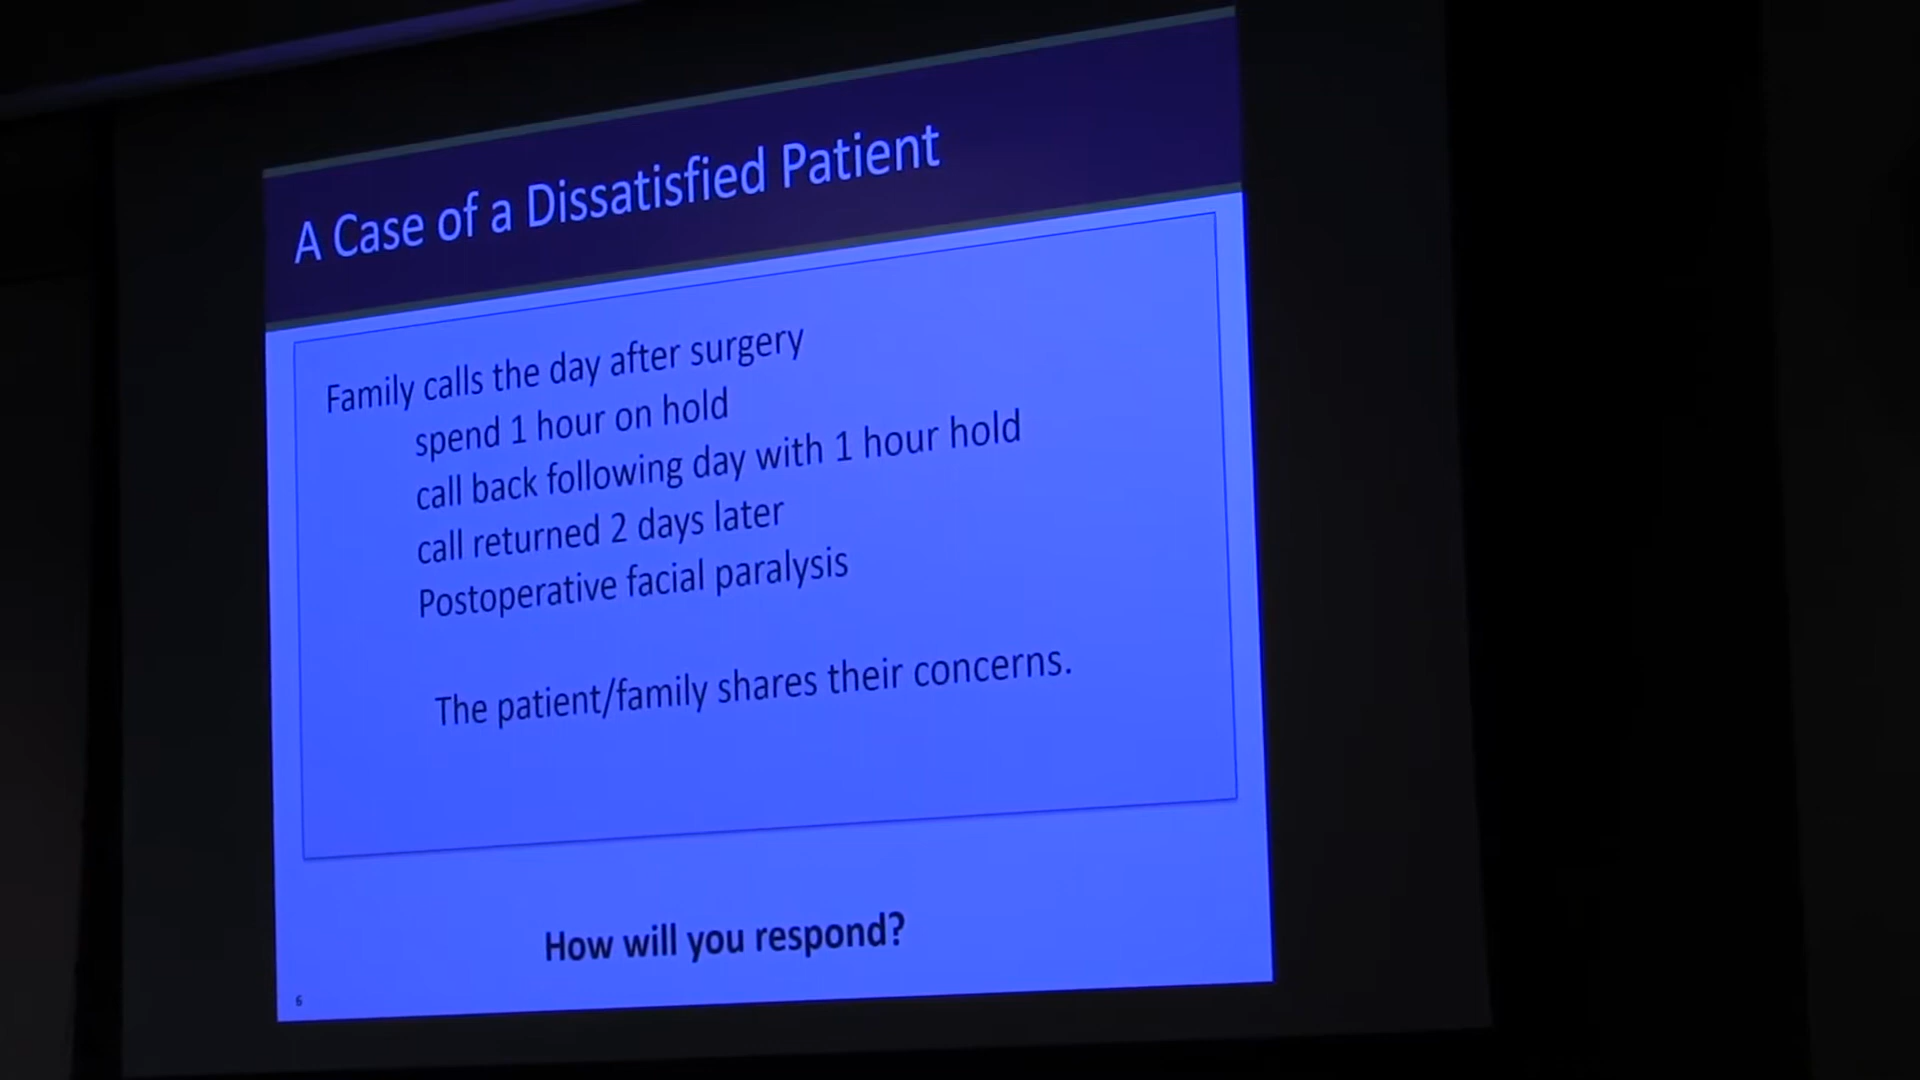 A Case of a Dissatisfied Patient
Family calls the day after surgery
spend 1 hour on hold
call back following day with 1 hour hold
call returned 2 days later
Postoperative facial paralysis
The patient/family shares their concerns.
How will you respond?
6